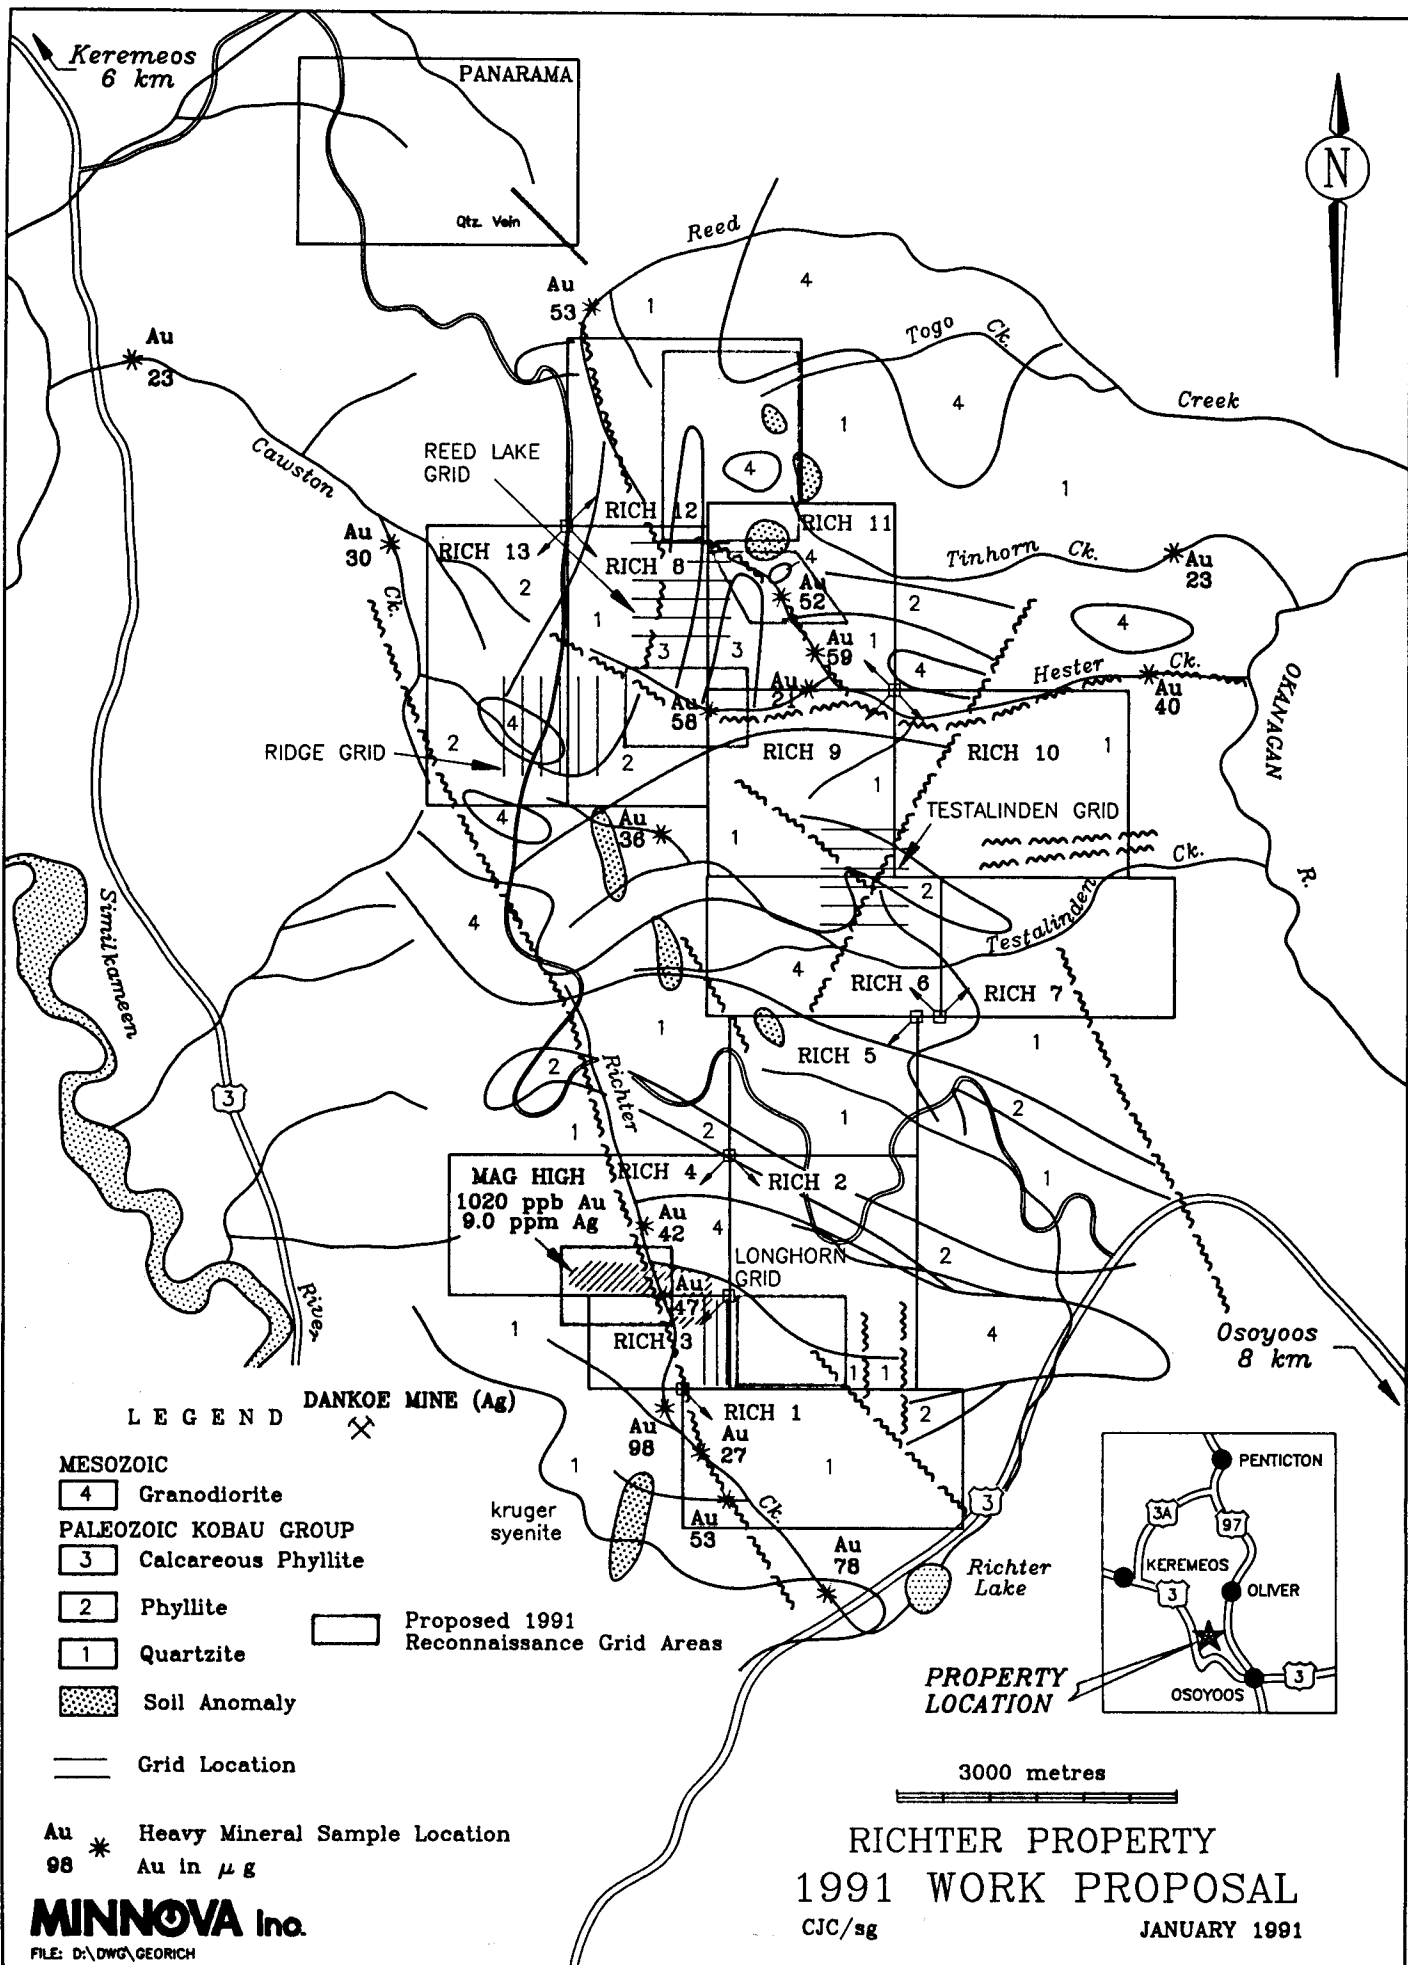 Keremeos
6 km
PANARAMA
Qtz. Vein
N
Reed
Au
53
4
1
Togo Ck.
Au
23
4
Creek
1
Cawston
REED LAKE
GRID
4
1
RICH 12
RICH 11
Au
30
RICH 13
RICH 8
4
Tinhorn Ck.
Au
23
Ck.
2
Au
52
2
1
4
3
3
Au
59
1
4
Hester Ck.
Au
21
Au
40
OKANAGAN
R.
4
Au
58
RIDGE GRID
2
2
RICH 9
RICH 10
1
1
4
Au
36
1
TESTALINDEN GRID
Ck.
Similkameen
4
2
Testalinden
4
RICH 6
RICH 7
1
1
RICH 5
3
2
Richter
1
2
1
2
1
MAG HIGH
1020 ppb Au
9.0 ppm Ag
RICH 4
RICH 2
Au
42
4
2
LONGHORN
GRID
Au
47
River
1
RICH 3
4
Osoyoos
8 km
1
1
DANKOE MINE (Ag)
RICH 1
2
Au
98
Au
27
1
1
kruger
syenite
Ck.
3
Au
53
Au
78
Richter
Lake
LEGEND
MESOZOIC
4 Granodiorite
PALEOZOIC KOBAU GROUP
3 Calcareous Phyllite
2 Phyllite
Proposed 1991
Reconnaissance Grid Areas
1 Quartzite
Soil Anomaly
Grid Location
Au
98
Heavy Mineral Sample Location
Au in μ g
PENTICTON
3A
97
KEREMEOS
3
OLIVER
3
OSOYOOS
PROPERTY
LOCATION
3000 metres
RICHTER PROPERTY
1991 WORK PROPOSAL
CJC/sg
JANUARY 1991
MINNOVA Inc.
FILE: D:\DWG\GEORICH